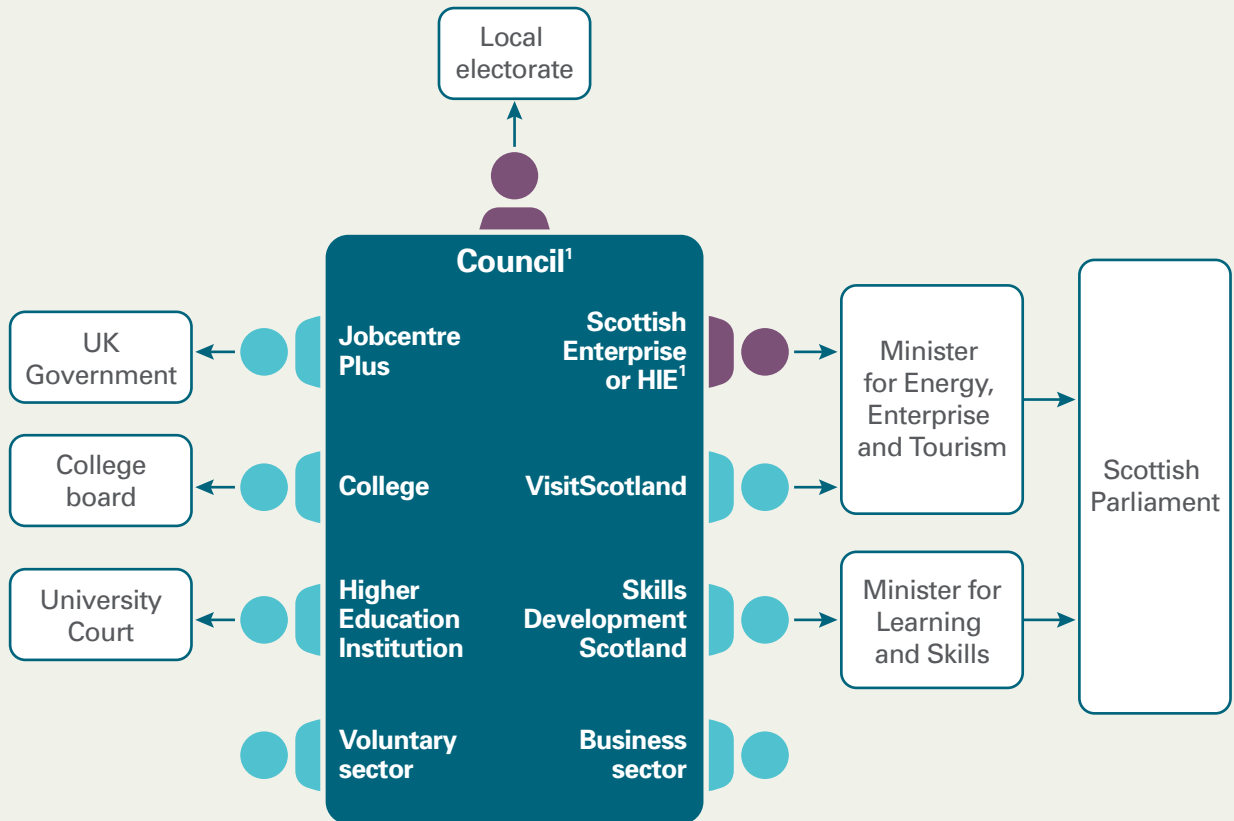 Local
electorate
Council¹
UK
Government
Jobcentre
Plus
Scottish
Enterprise
or HIE¹
Minister
for Energy,
Enterprise
and Tourism
Scottish
Parliament
College
board
College
VisitScotland
University
Court
Higher
Education
Institution
Skills
Development
Scotland
Minister for
Learning
and Skills
Voluntary
sector
Business
sector